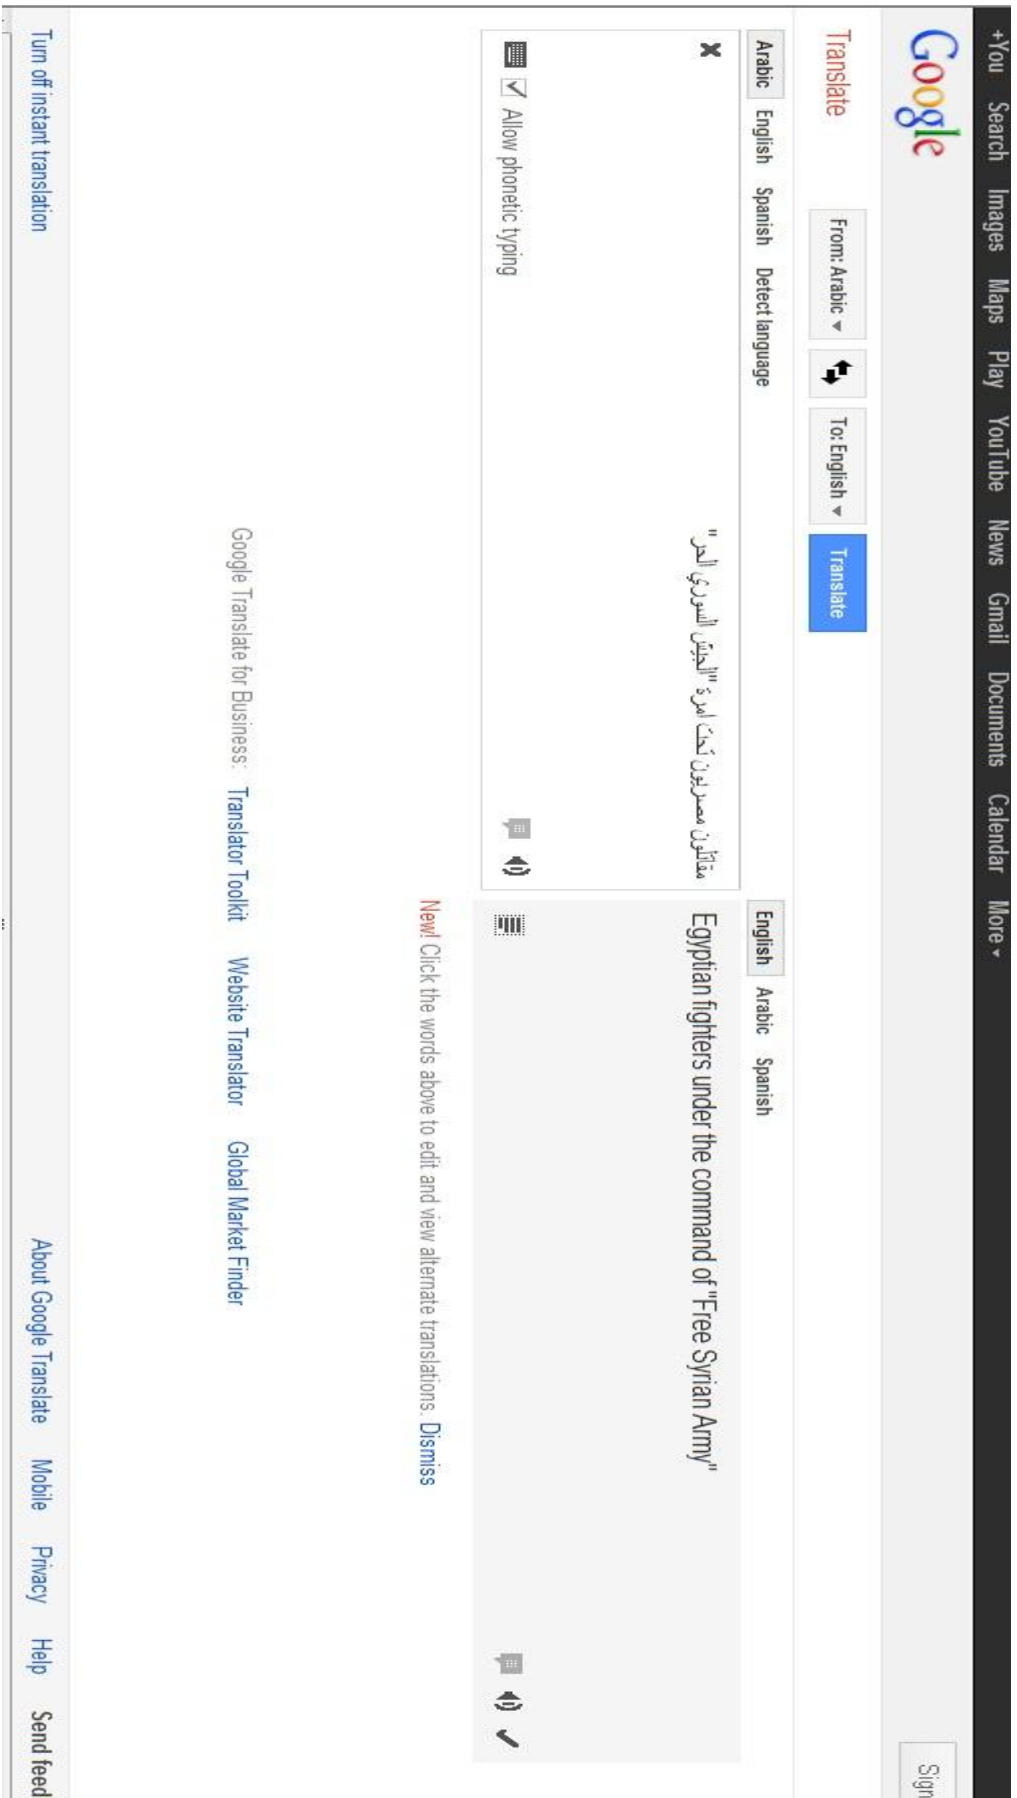 +You Search Images Maps Play YouTube News Gmail Documents Calendar More
Google
Sign
Translate
From: Arabic
To: English
Translate
Arabic English Spanish Detect language
English Arabic Spanish
مقاتلون مصريون تحت امرة "الجيش السوري الحر"
Egyptian fighters under the command of "Free Syrian Army"
Allow phonetic typing
New! Click the words above to edit and view alternate translations. Dismiss
Google Translate for Business: Translator Toolkit Website Translator Global Market Finder
Turn off instant translation
About Google Translate Mobile Privacy Help Send feed